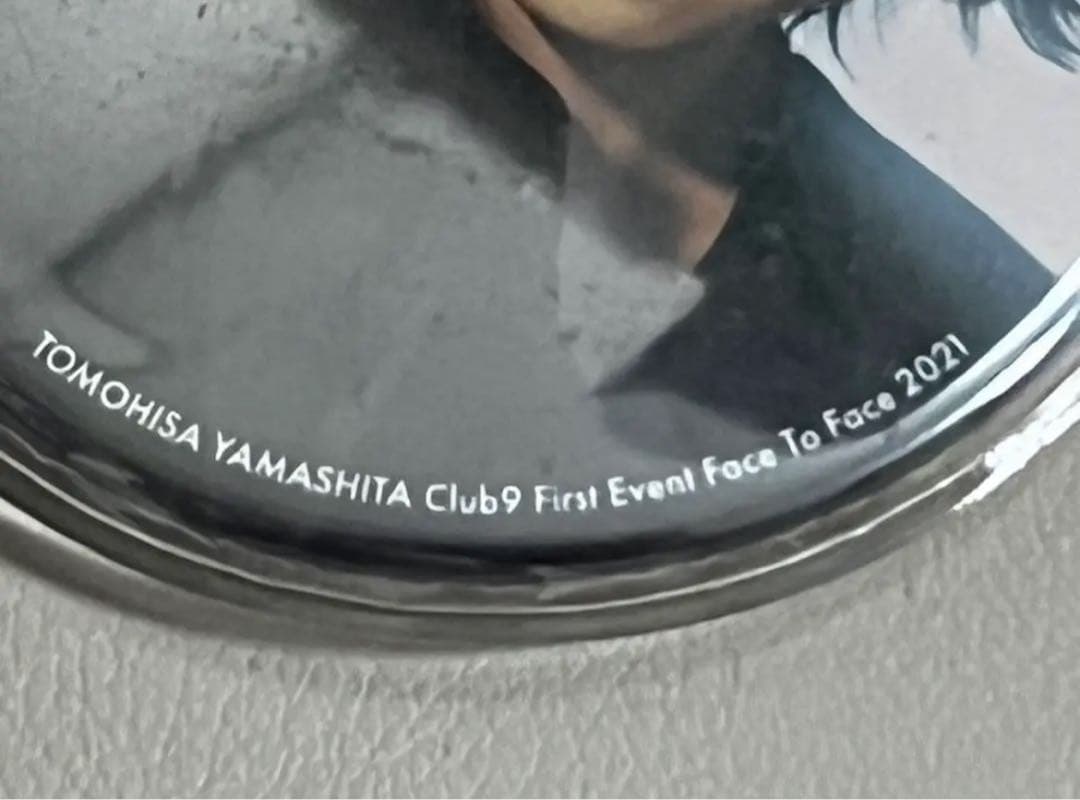 TOMOHISA YAMASHITA Club9 First Event Face To Face 2021